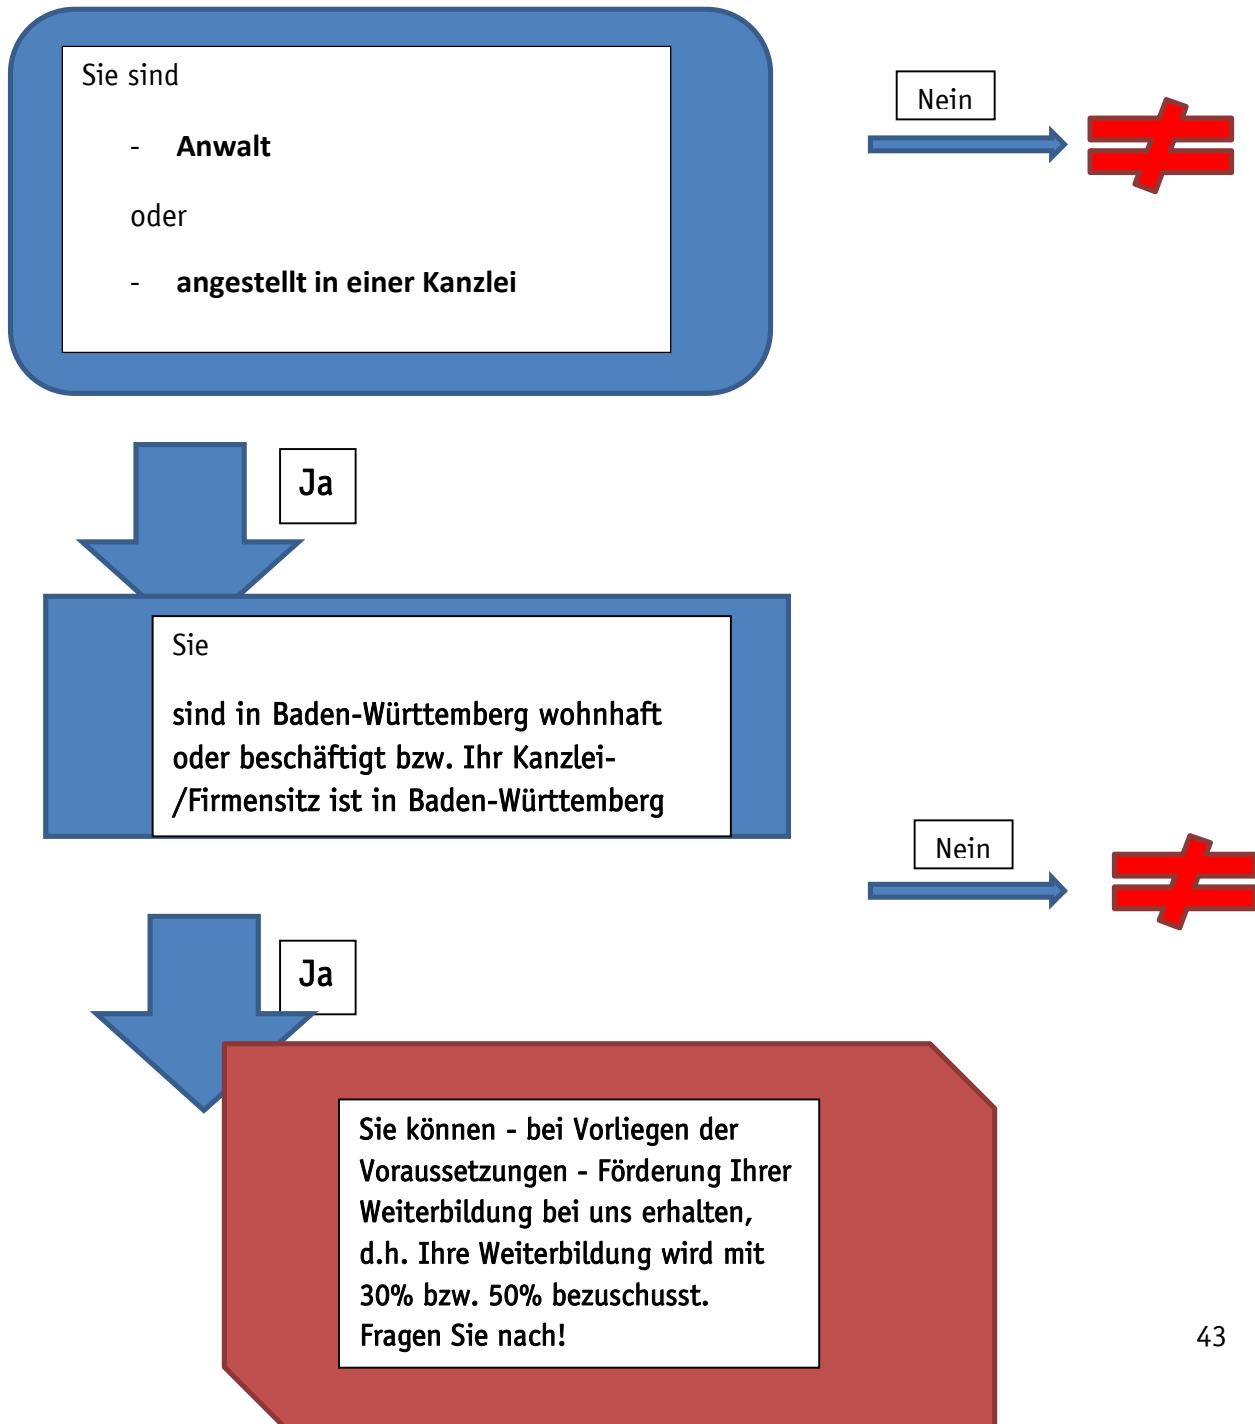 Sie sind
- Anwalt
oder
- angestellt in einer Kanzlei
Nein
Ja
Sie
sind in Baden-Württemberg wohnhaft
oder beschäftigt bzw. Ihr Kanzlei-
/Firmensitz ist in Baden-Württemberg
Nein
Ja
Sie können - bei Vorliegen der
Voraussetzungen - Förderung Ihrer
Weiterbildung bei uns erhalten,
d.h. Ihre Weiterbildung wird mit
30% bzw. 50% bezuschusst.
Fragen Sie nach!
43